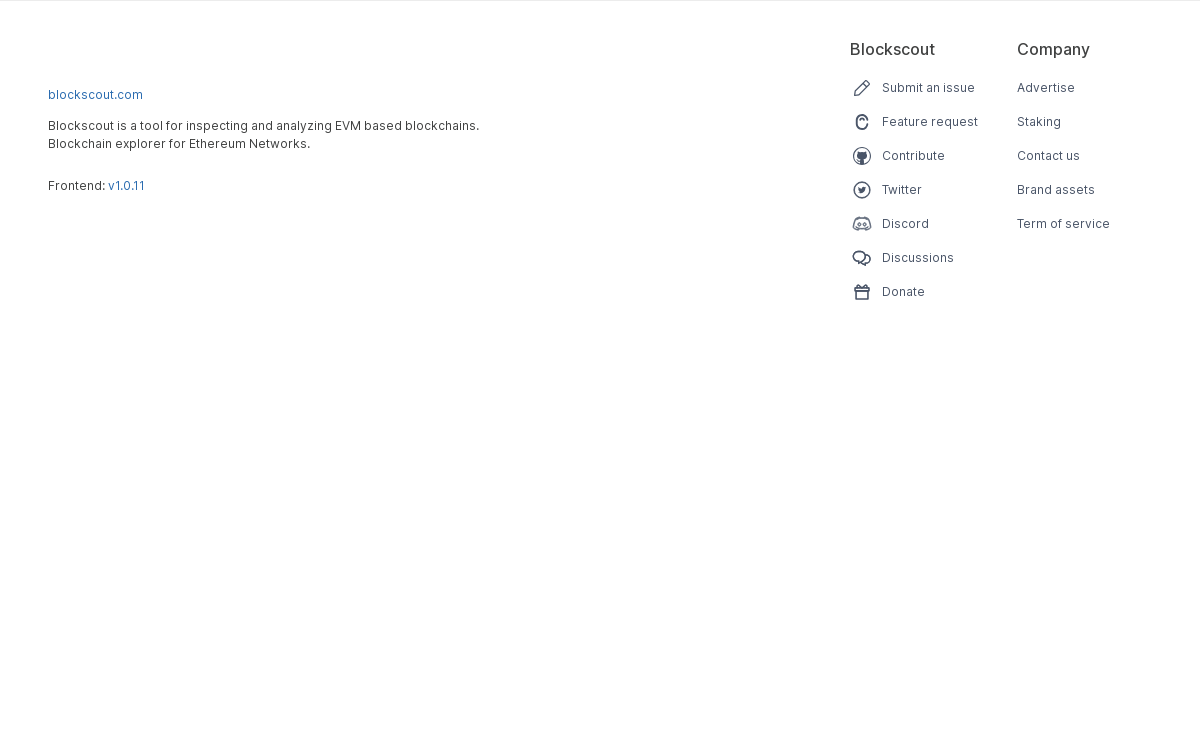 blockscout.com
Blockscout is a tool for inspecting and analyzing EVM based blockchains.
Blockchain explorer for Ethereum Networks.
Frontend: v1.0.11
Blockscout
Submit an issue
Feature request
Contribute
Twitter
Discord
Discussions
Donate
Company
Advertise
Staking
Contact us
Brand assets
Term of service